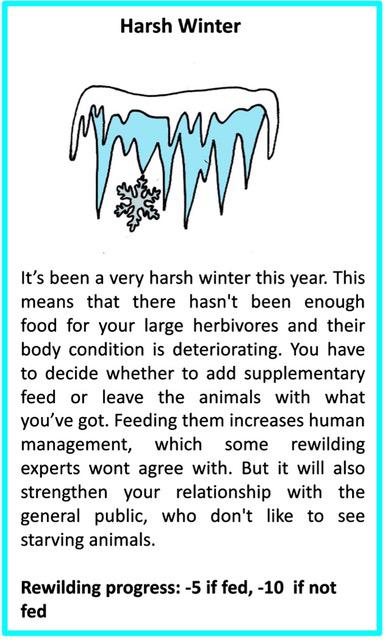 Harsh Winter
It's been a very harsh winter this year. This
means that there hasn't been enough
food for your large herbivores and their
body condition is deteriorating. You have
to decide whether to add supplementary
feed or leave the animals with what
you've got. Feeding them increases human
management, which some rewilding
experts wont agree with. But it will also
strengthen your relationship with the
general public, who don't like to see
starving animals.
Rewilding progress: -5 if fed, -10 if not
fed